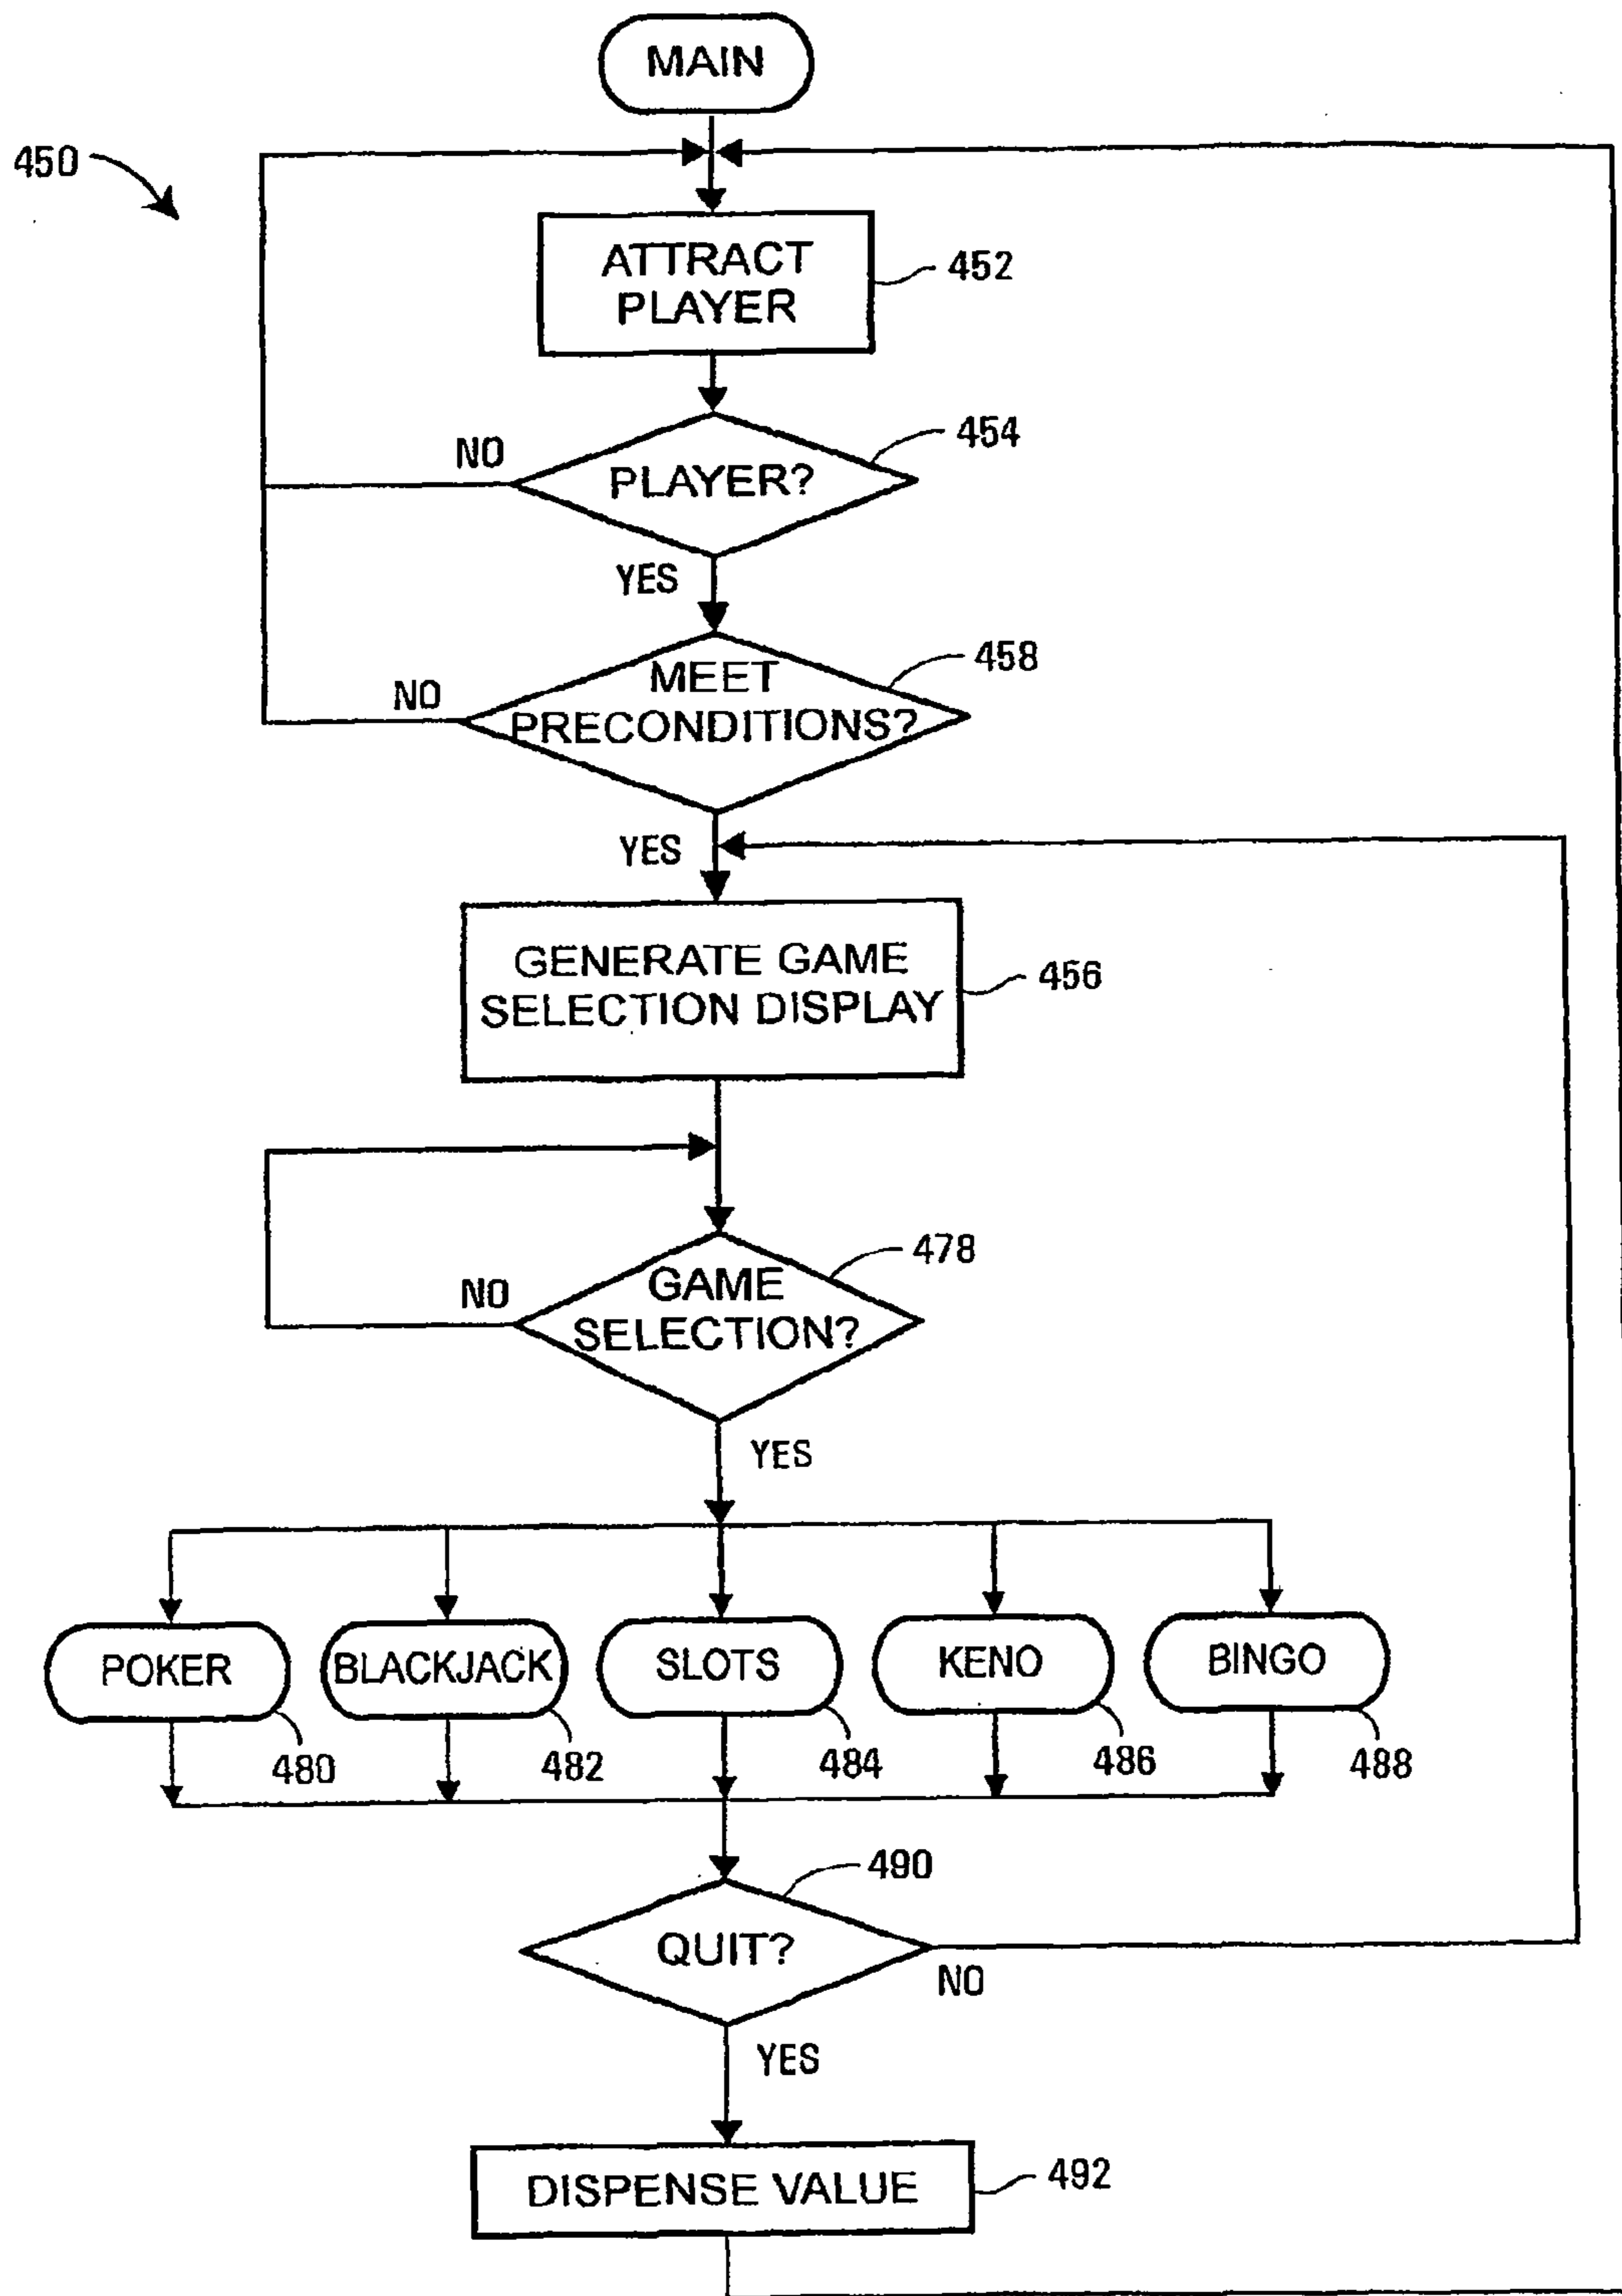 MAIN
450
ATTRACT
PLAYER
452
454
NO
PLAYER?
YES
458
MEET
PRECONDITIONS?
NO
YES
GENERATE GAME
SELECTION DISPLAY
456
478
GAME
SELECTION?
NO
YES
POKER
BLACKJACK
SLOTS
KENO
BINGO
480
482
484
486
488
490
QUIT?
NO
YES
DISPENSE VALUE
492